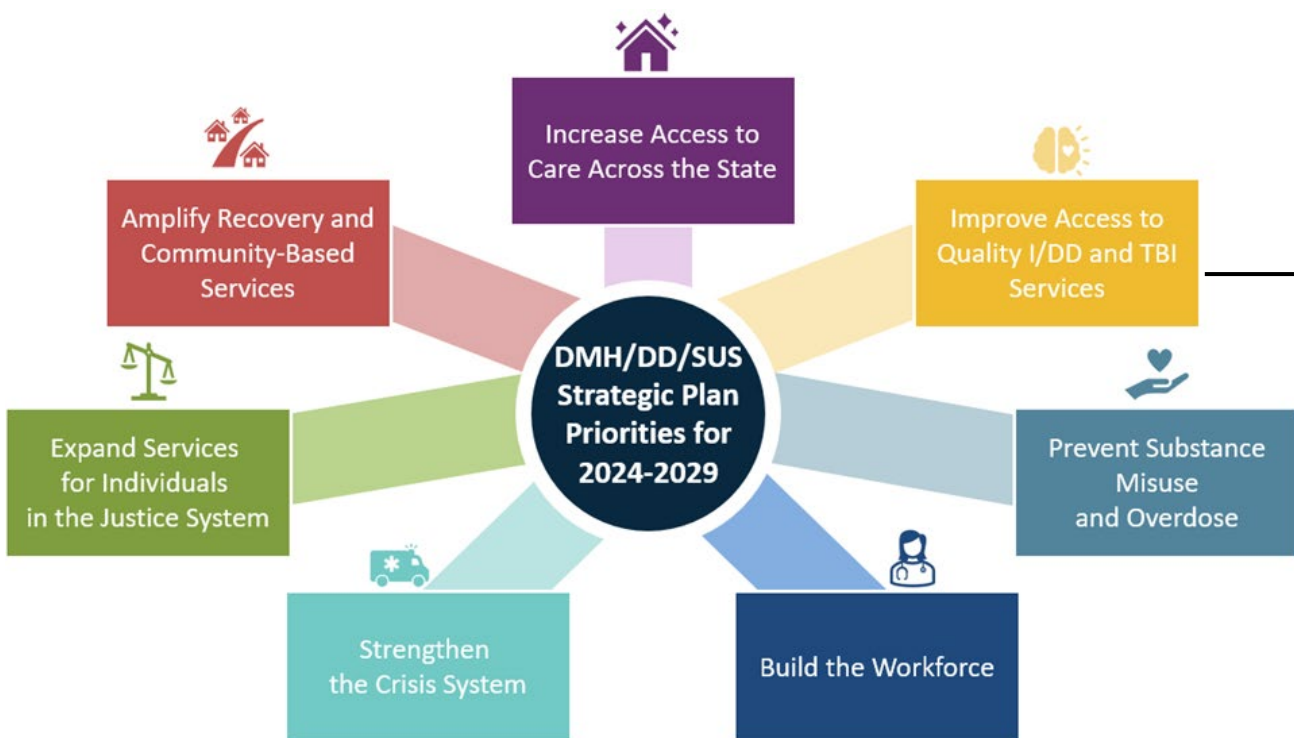 Increase Access to
Care Across the State
Amplify Recovery and
Community-Based
Services
Improve Access to
Quality I/DD and TBI
Services
DMH/DD/SUS
Strategic Plan
Priorities for
2024-2029
Expand Services
for Individuals
in the Justice System
Prevent Substance
Misuse
and Overdose
Strengthen
the Crisis System
Build the Workforce